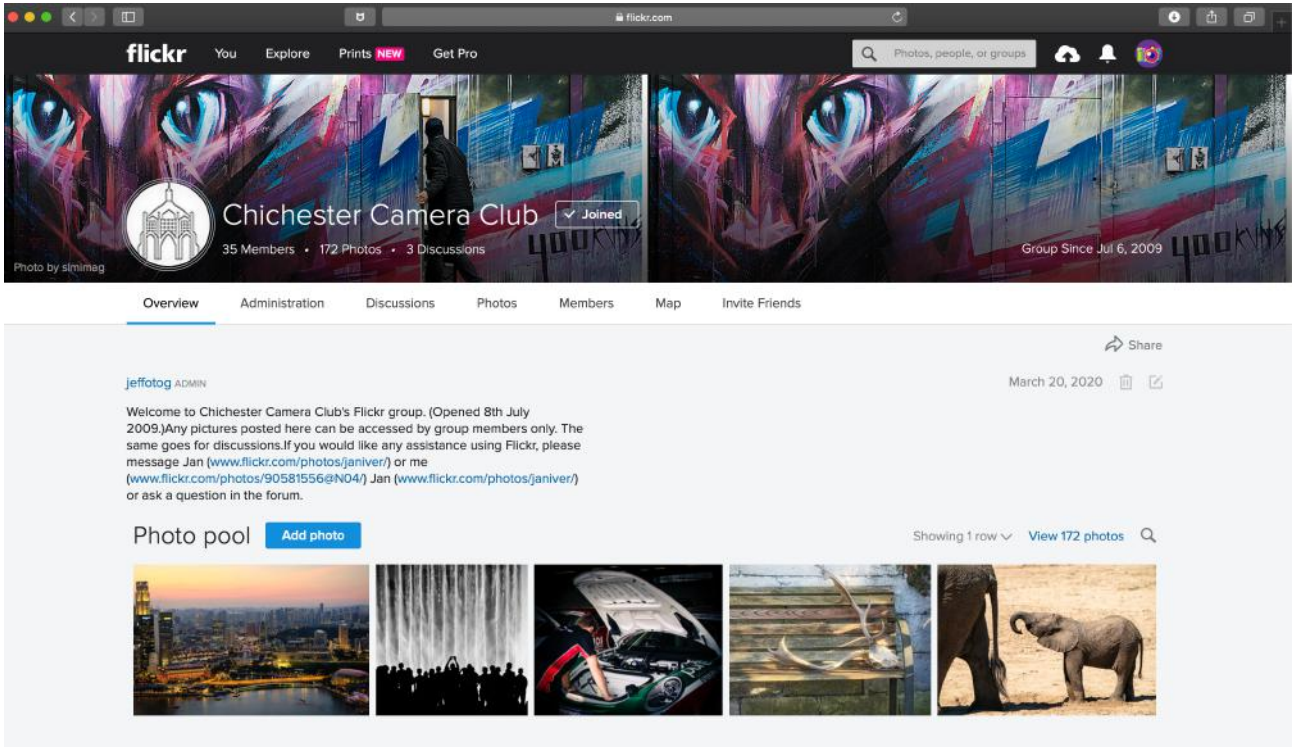 flickr.com
flickr You Explore Prints NEW Get Pro Photos, people, or groups
Chichester Camera Club Joined
35 Members • 172 Photos • 3 Discussions
Group Since Jul 6, 2009
Photo by simimag
Overview Administration Discussions Photos Members Map Invite Friends
Share
jeffotog ADMIN March 20, 2020
Welcome to Chichester Camera Club's Flickr group. (Opened 8th July
2009.)Any pictures posted here can be accessed by group members only. The
same goes for discussions.If you would like any assistance using Flickr, please
message Jan (www.flickr.com/photos/janiver/) or me
(www.flickr.com/photos/90581556@N04/) Jan (www.flickr.com/photos/janiver/)
or ask a question in the forum.
Photo pool Add photo Showing 1 row View 172 photos